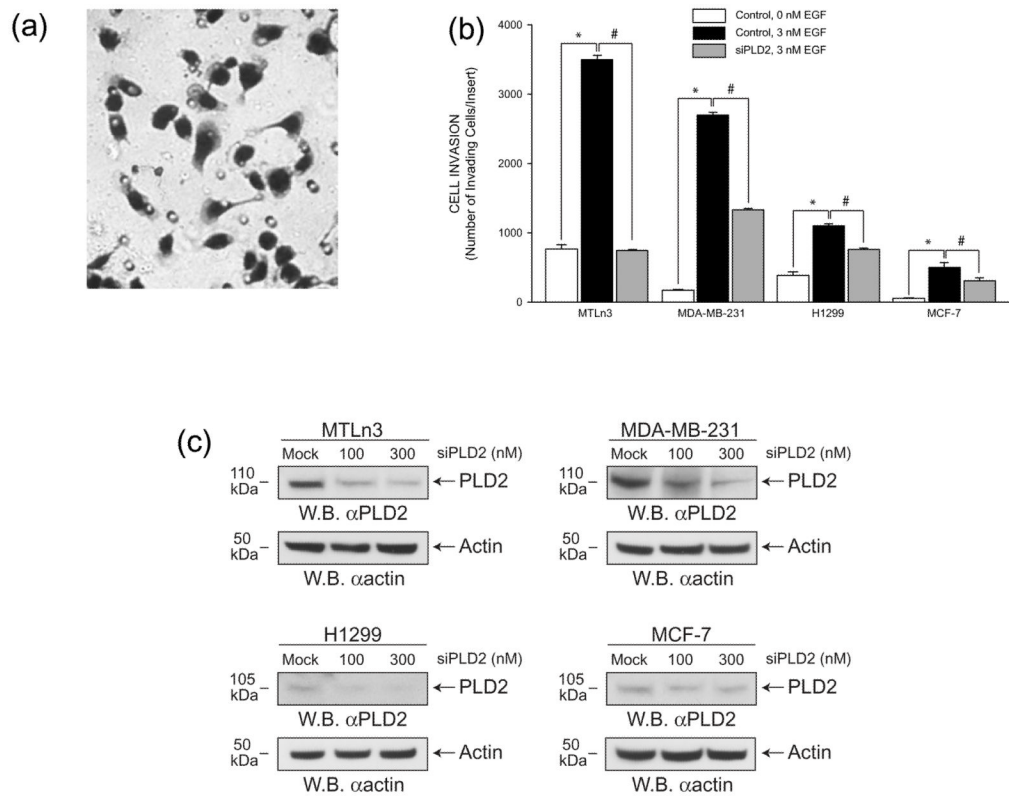 (a)
(b)
Control, 0 nM EGF
Control, 3 nM EGF
siPLD2, 3 nM EGF
CELL INVASION
(Number of Invading Cells/Insert)
4000
3000
2000
1000
0
* #
* #
* #
* #
MTLn3 MDA-MB-231 H1299 MCF-7
(c)
MTLn3
Mock 100 300 siPLD2 (nM)
110 kDa
PLD2
W.B. αPLD2
50 kDa
Actin
W.B. αactin
MDA-MB-231
Mock 100 300 siPLD2 (nM)
110 kDa
PLD2
W.B. αPLD2
50 kDa
Actin
W.B. αactin
H1299
Mock 100 300 siPLD2 (nM)
105 kDa
PLD2
W.B. αPLD2
50 kDa
Actin
W.B. αactin
MCF-7
Mock 100 300 siPLD2 (nM)
105 kDa
PLD2
W.B. αPLD2
50 kDa
Actin
W.B. αactin